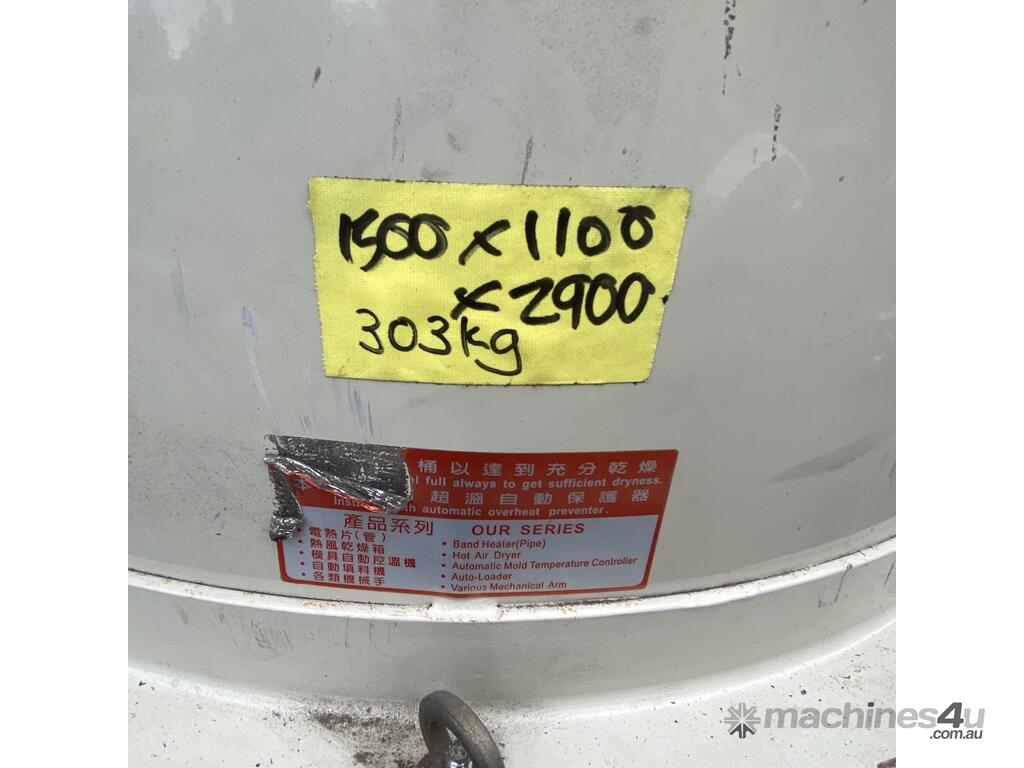 1500 x 1100
x 2900
303kg
桶以達到充分乾燥
full always to get sufficient dryness.
本 超溫自動保護器
with automatic overheat preventer.
產品系列
• 電熱片(管)
• 熱風乾燥箱
• 模具自動控溫機
• 自動填料機
• 各類機械手
OUR SERIES
• Band Heater(Pipe)
• Hot Air Dryer
• Automatic Mold Temperature Controller
• Auto-Loader
• Various Mechanical Arm
machines4u
.com.au